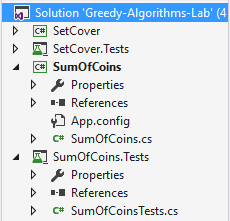 Solution 'Greedy-Algorithms-Lab' (4
SetCover
SetCover.Tests
SumOfCoins
Properties
References
App.config
C# SumOfCoins.cs
SumOfCoins.Tests
Properties
References
C# SumOfCoinsTests.cs